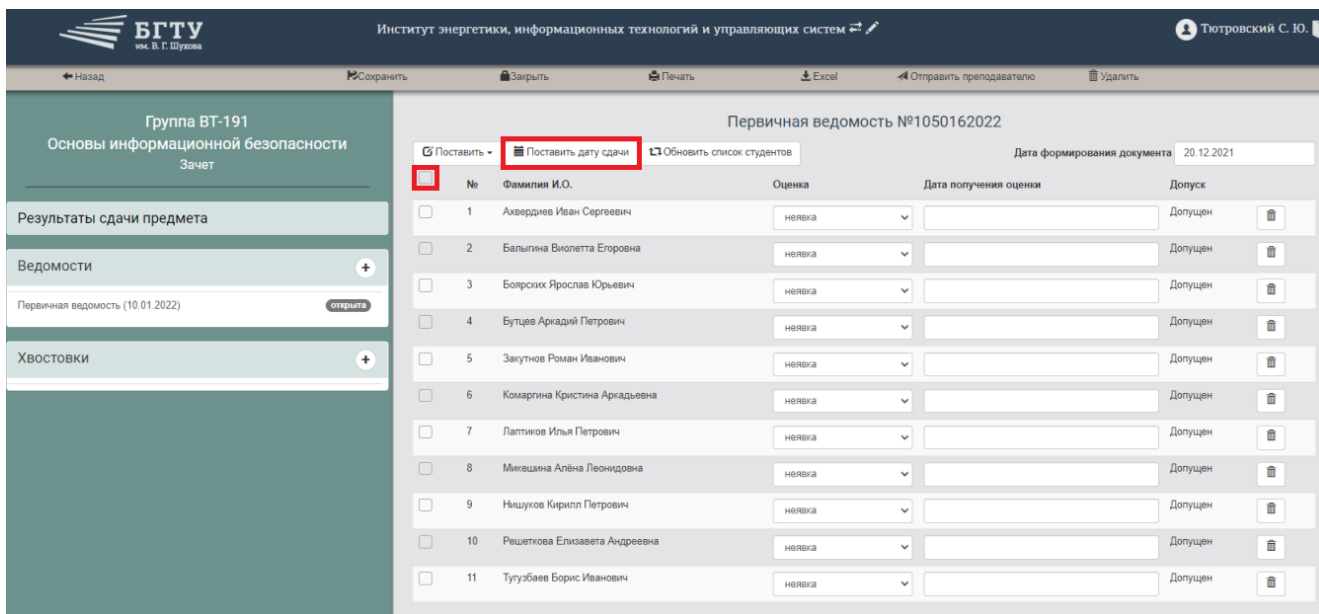 БГТУ
им. В. Г. Шухова
Институт энергетики, информационных технологий и управляющих систем
Тютровский С. Ю.
Назад
Сохранить
Закрыть
Печать
Excel
Отправить преподавателю
Удалить
Группа ВТ-191
Основы информационной безопасности
Зачет
Результаты сдачи предмета
Ведомости
+
Первичная ведомость (10.01.2022) открыта
Хвостовки
+
Первичная ведомость №1050162022
Поставить
Поставить дату сдачи
Обновить список студентов
Дата формирования документа 20.12.2021
№ Фамилия И.О. Оценка Дата получения оценки Допуск
1 Ахвердиев Иван Сергеевич неявка Допущен
2 Балыгина Виолетта Егоровна неявка Допущен
3 Боярских Ярослав Юрьевич неявка Допущен
4 Бутцев Аркадий Петрович неявка Допущен
5 Закутнов Роман Иванович неявка Допущен
6 Комаргина Кристина Аркадьевна неявка Допущен
7 Лаптиков Илья Петрович неявка Допущен
8 Микешина Алёна Леонидовна неявка Допущен
9 Нишуков Кирилл Петрович неявка Допущен
10 Решеткова Елизавета Андреевна неявка Допущен
11 Тугузбаев Борис Иванович неявка Допущен